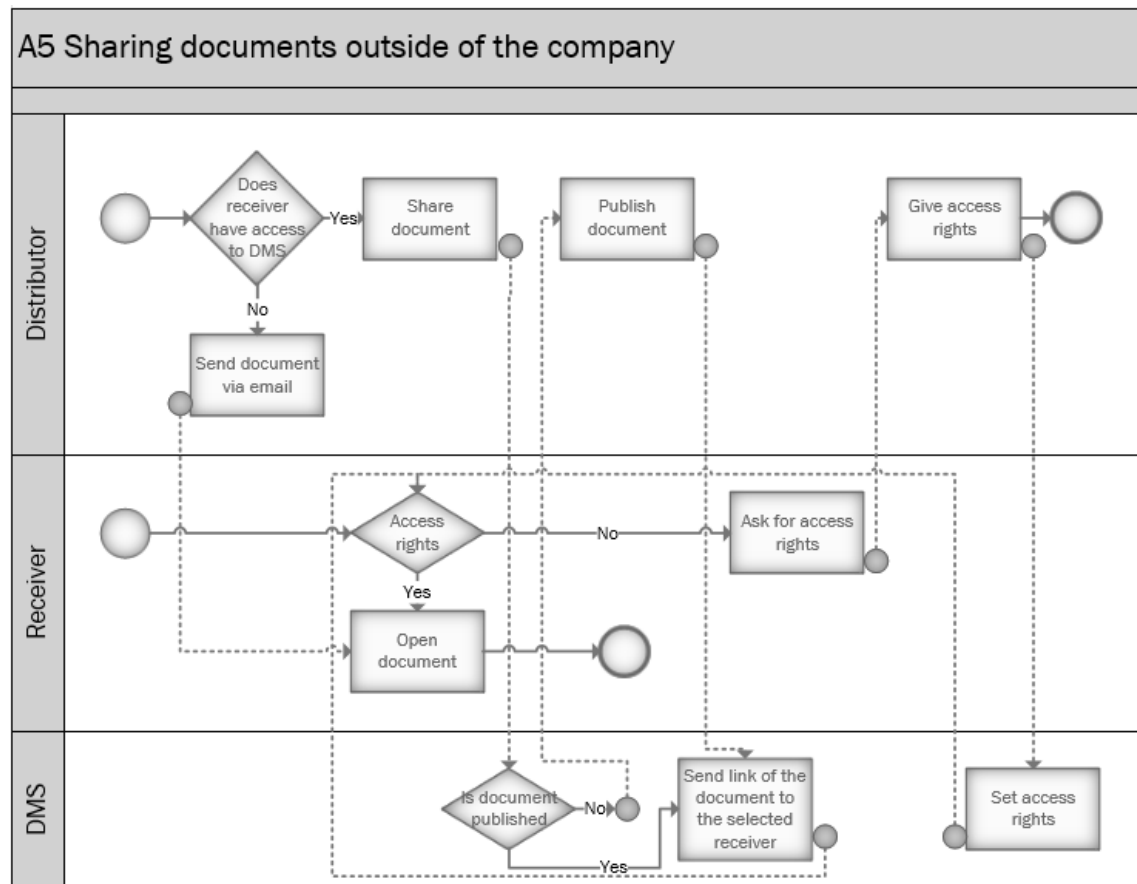 A5 Sharing documents outside of the company
Distributor
Does
receiver
have access
to DMS
Yes
Share
document
Publish
document
Give access
rights
No
Send document
via email
Receiver
Access
rights
No
Ask for access
rights
Yes
Open
document
DMS
Is document
published
No
Yes
Send link of the
document to
the selected
receiver
Set access
rights